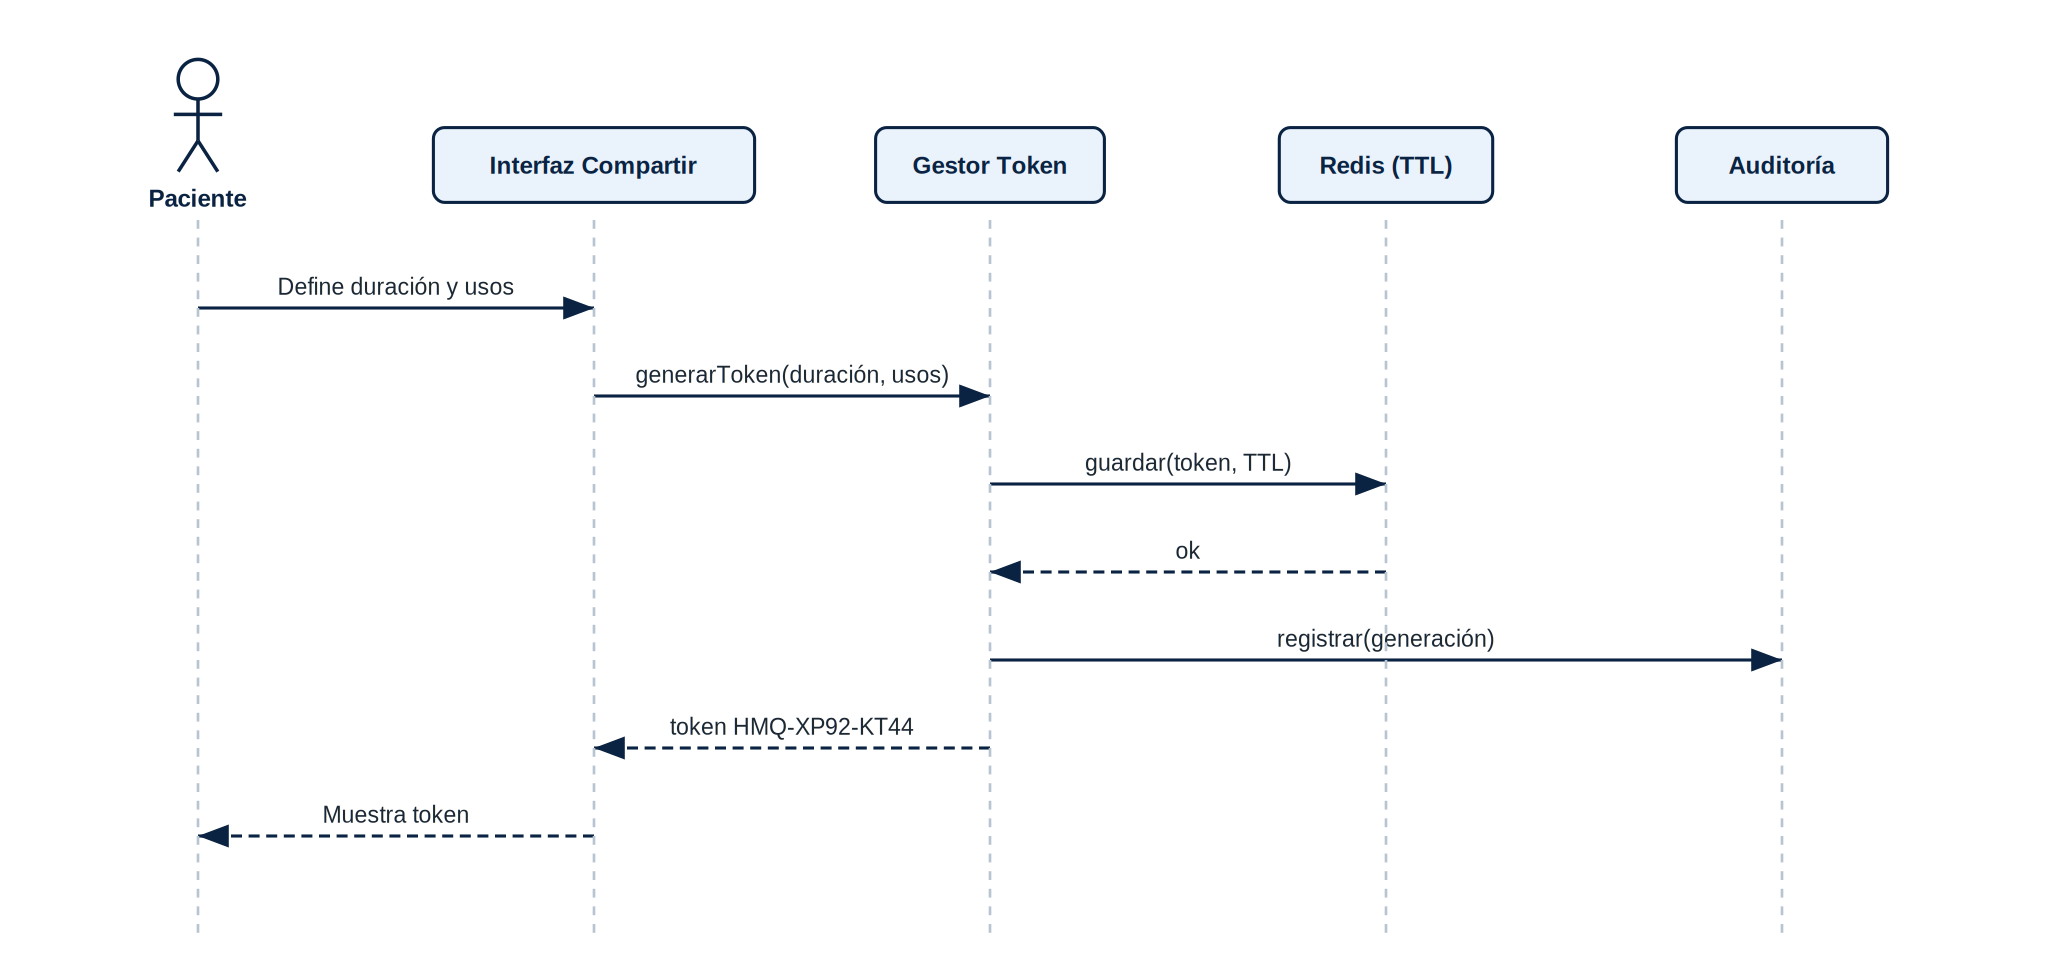 Paciente
Interfaz Compartir
Gestor Token
Redis (TTL)
Auditoría
Define duración y usos
generarToken(duración, usos)
guardar(token, TTL)
ok
registrar(generación)
token HMQ-XP92-KT44
Muestra token